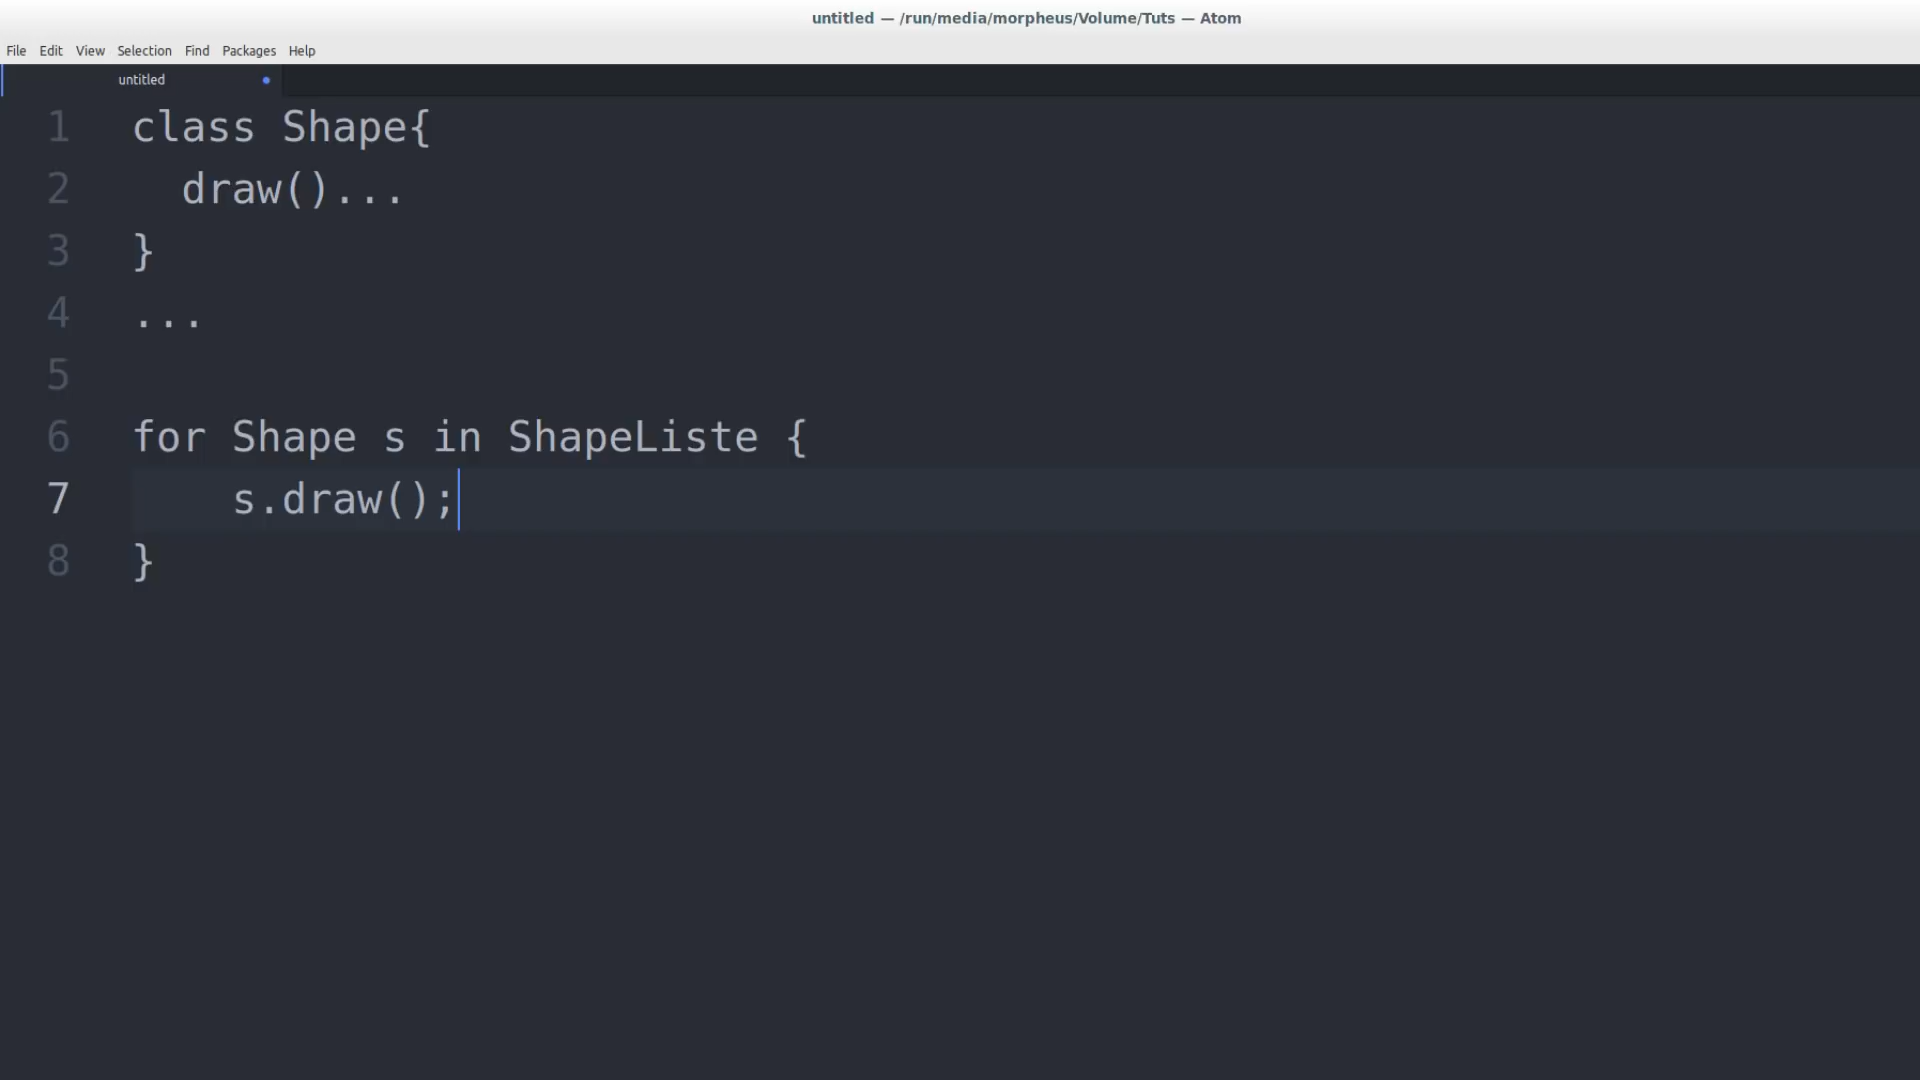 untitled — /run/media/morpheus/Volume/Tuts — Atom
File Edit View Selection Find Packages Help
untitled
1 class Shape{
2   draw()...
3 }
4 ...
5
6 for Shape s in ShapeListe {
7     s.draw();
8 }